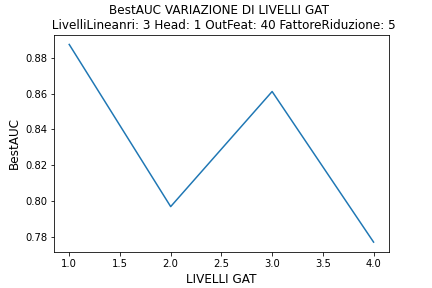 BestAUC VARIAZIONE DI LIVELLI GAT
LivelliLineanri: 3 Head: 1 OutFeat: 40 FattoreRiduzione: 5
0.88
0.86
0.84
0.82
0.80
0.78
BestAUC
1.0 1.5 2.0 2.5 3.0 3.5 4.0
LIVELLI GAT